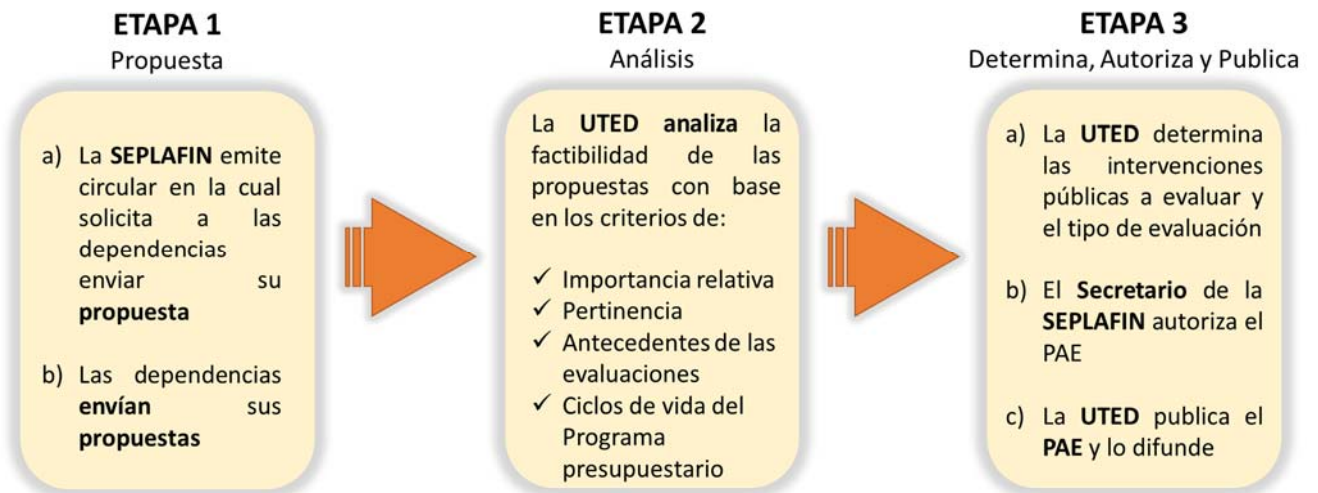 ETAPA 1
Propuesta
a) La SEPLAFIN emite
circular en la cual
solicita a las
dependencias
enviar su
propuesta
b) Las dependencias
envían sus
propuestas
ETAPA 2
Análisis
La UTED analiza la
factibilidad de las
propuestas con base
en los criterios de:
✓ Importancia relativa
✓ Pertinencia
✓ Antecedentes de las
evaluaciones
✓ Ciclos de vida del
Programa
presupuestario
ETAPA 3
Determina, Autoriza y Publica
a) La UTED determina
las intervenciones
públicas a evaluar y
el tipo de evaluación
b) El Secretario de la
SEPLAFIN autoriza el
PAE
c) La UTED publica el
PAE y lo difunde